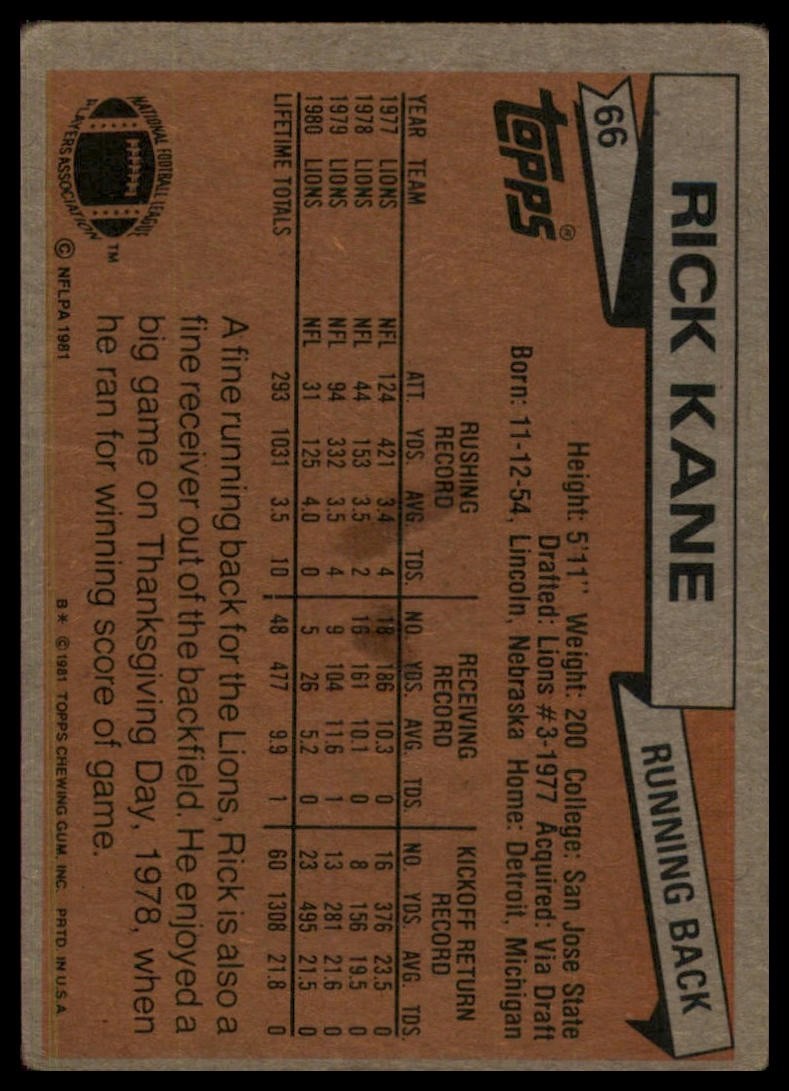 66
RICK KANE
RUNNING BACK
TOPPS®
Height: 5'11" Weight: 200 College: San Jose State
Drafted: Lions #3-1977 Acquired: Via Draft
Born: 11-12-54, Lincoln, Nebraska Home: Detroit, Michigan
RUSHING RECORD RECEIVING RECORD KICKOFF RETURN RECORD
YEAR TEAM ATT. YDS. AVG. TDS. NO. YDS. AVG. TDS. NO. YDS. AVG. TDS.
1977 LIONS NFL 124 421 3.4 4 18 186 10.3 0 16 376 23.5 0
1978 LIONS NFL 44 153 3.5 2 16 161 10.1 0 8 156 19.5 0
1979 LIONS NFL 94 332 3.5 4 9 104 11.6 1 13 281 21.6 0
1980 LIONS NFL 31 125 4.0 0 5 26 5.2 0 23 495 21.5 0
LIFETIME TOTALS 293 1031 3.5 10 48 477 9.9 1 60 1308 21.8 0
A fine running back for the Lions, Rick is also a
fine receiver out of the backfield. He enjoyed a
big game on Thanksgiving Day, 1978, when
he ran for winning score of game.
NATIONAL FOOTBALL LEAGUE
PLAYERS ASSOCIATION
TM
© NFLPA 1981
B* © 1981 TOPPS CHEWING GUM, INC. PRTD. IN U.S.A.